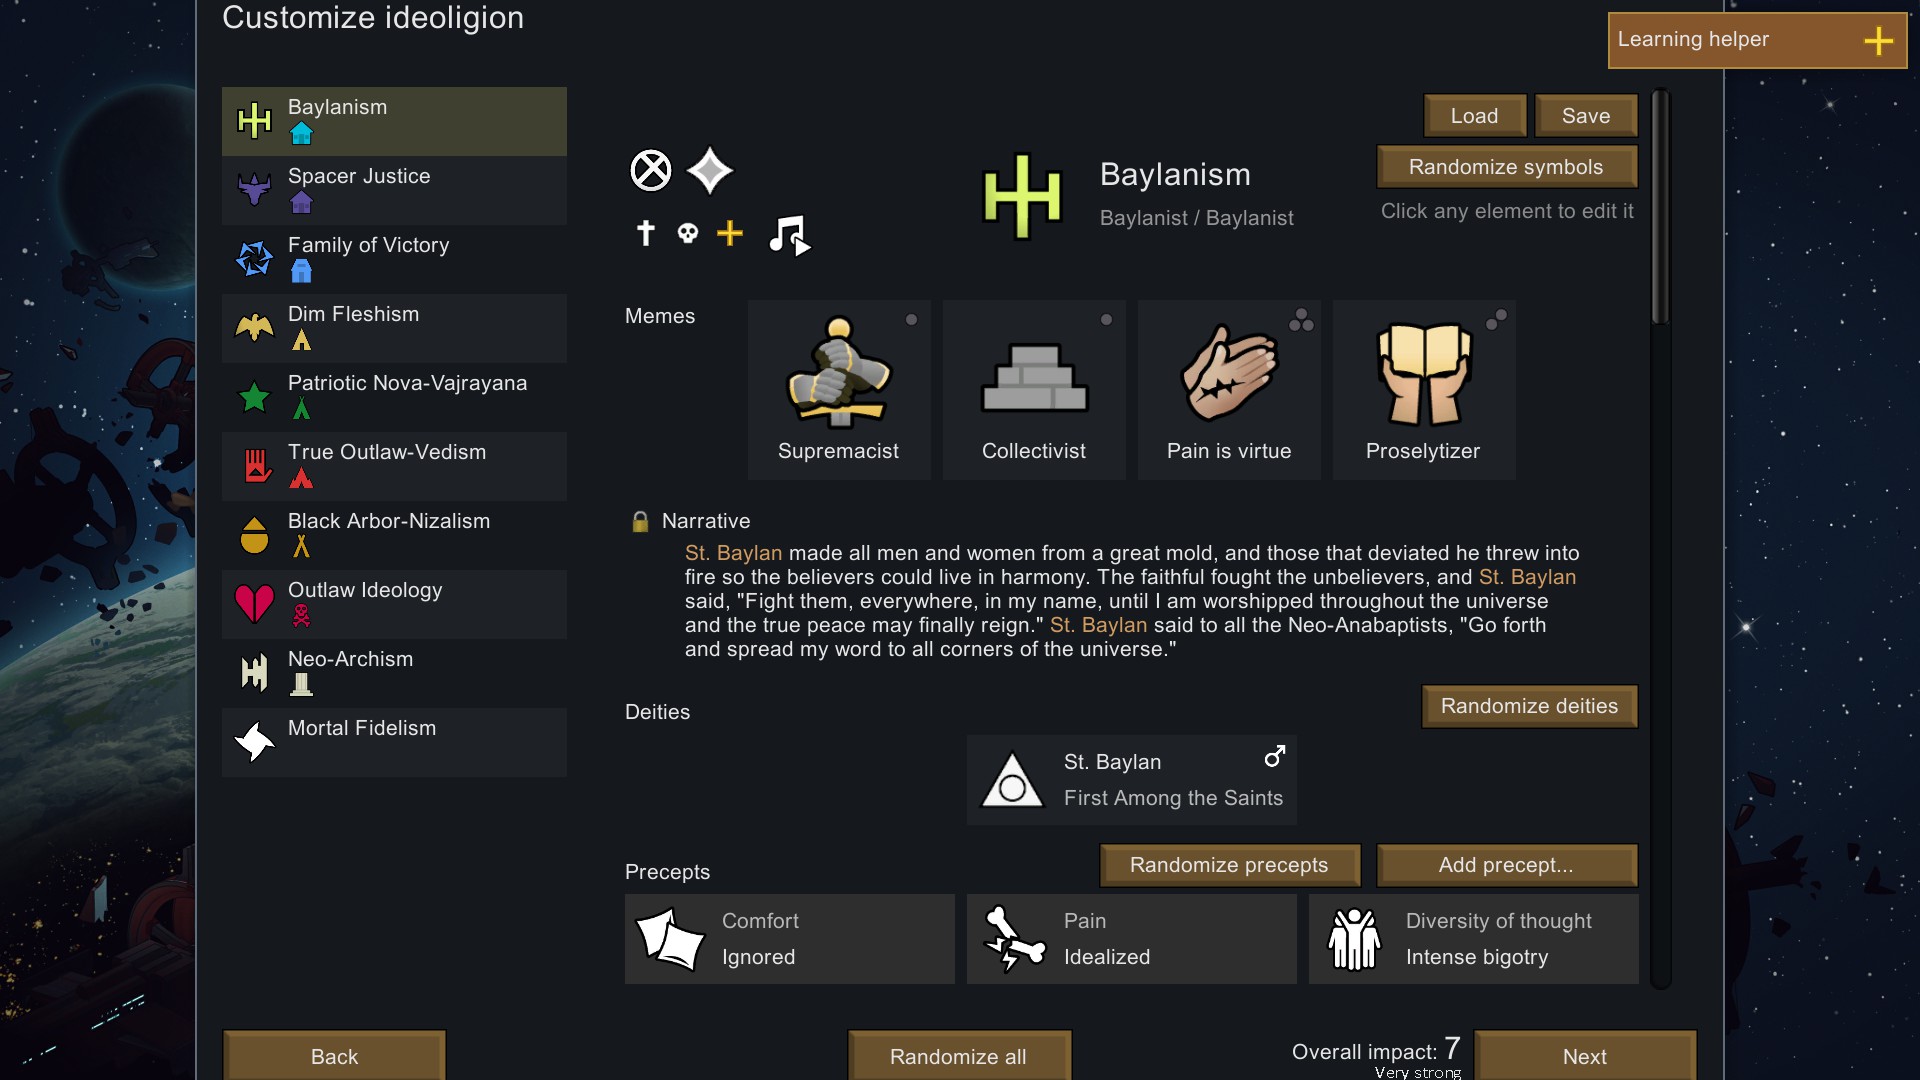 Customize ideoligion
Learning helper
Baylanism
Spacer Justice
Family of Victory
Dim Fleshism
Patriotic Nova-Vajrayana
True Outlaw-Vedism
Black Arbor-Nizalism
Outlaw Ideology
Neo-Archism
Mortal Fidelism
Load
Save
Randomize symbols
Click any element to edit it
Baylanism
Baylanist / Baylanist
Memes
Supremacist
Collectivist
Pain is virtue
Proselytizer
Narrative
St. Baylan made all men and women from a great mold, and those that deviated he threw into
fire so the believers could live in harmony. The faithful fought the unbelievers, and St. Baylan
said, "Fight them, everywhere, in my name, until I am worshipped throughout the universe
and the true peace may finally reign." St. Baylan said to all the Neo-Anabaptists, "Go forth
and spread my word to all corners of the universe."
Deities
Randomize deities
St. Baylan
First Among the Saints
Precepts
Randomize precepts
Add precept...
Comfort
Ignored
Pain
Idealized
Diversity of thought
Intense bigotry
Back
Randomize all
Overall impact: 7
Very strong
Next